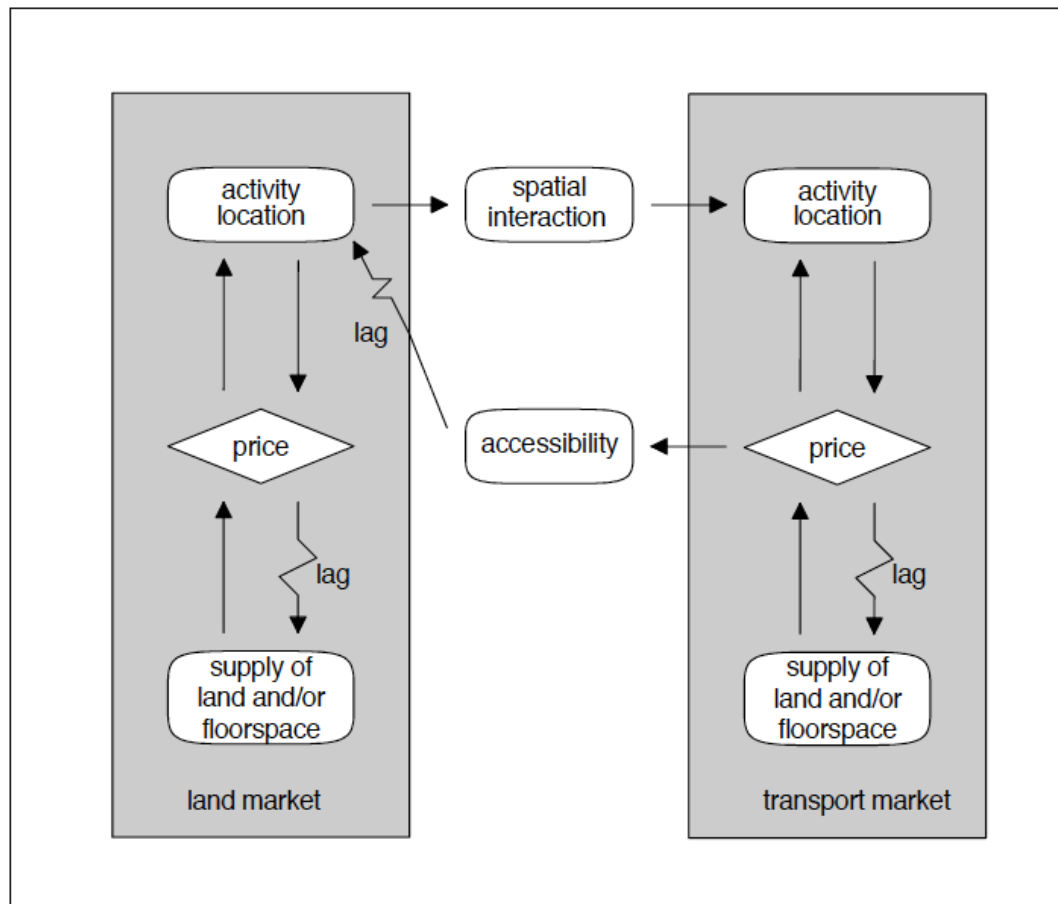 activity
location
spatial
interaction
activity
location
lag
price
accessibility
price
lag
lag
supply of
land and/or
floorspace
supply of
land and/or
floorspace
land market
transport market